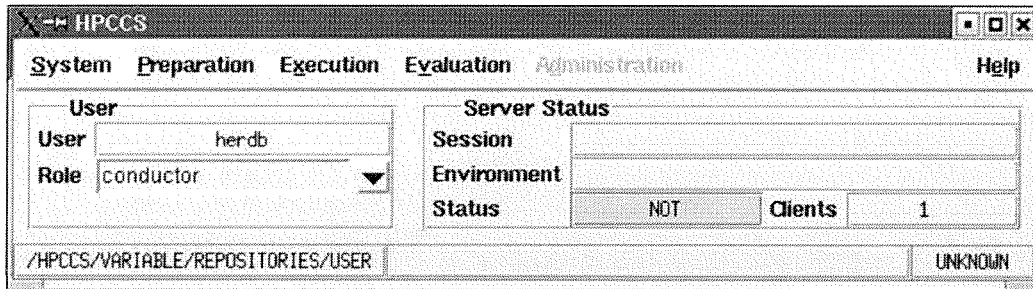 HPCCS
System Preparation Execution Evaluation Administration Help
User Server Status
User herdb Session
Role conductor Environment
Status NOT Clients 1
/HPCCS/VARIABLE/REPOSITORIES/USER UNKNOWN